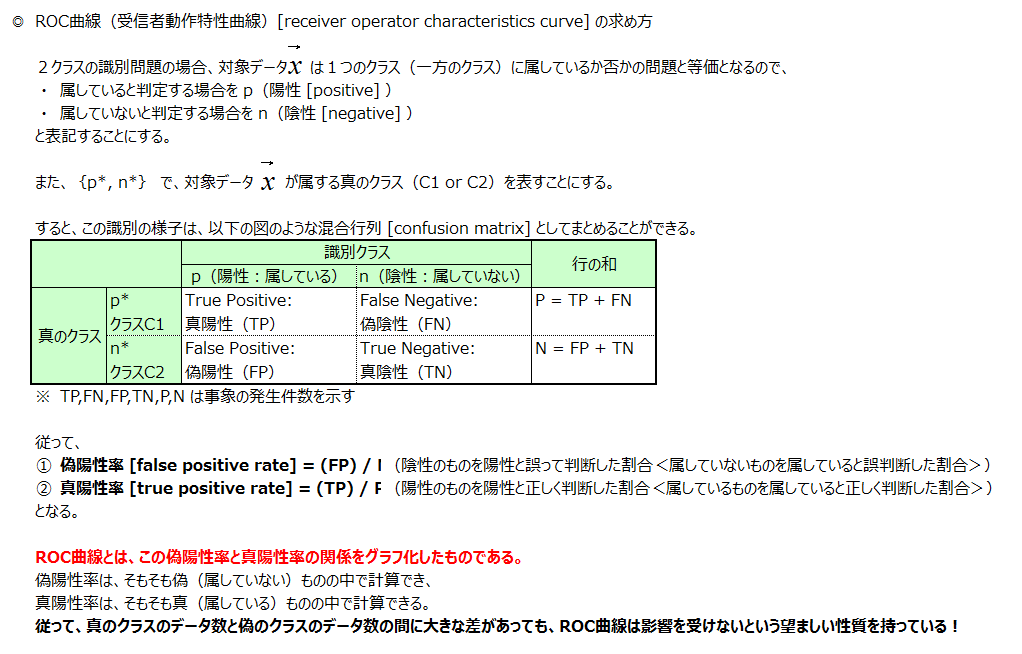 ◎ ROC曲線（受信者動作特性曲線）[receiver operator characteristics curve] の求め方
２クラスの識別問題の場合、対象データx は１つのクラス（一方のクラス）に属しているか否かの問題と等価となるので、
・ 属していると判定する場合を p（陽性 [positive] ）
・ 属していないと判定する場合を n（陰性 [negative] ）
と表記することにする。
また、 {p*, n*} で、対象データ x が属する真のクラス（C1 or C2）を表すことにする。
すると、この識別の様子は、以下の図のような混合行列 [confusion matrix] としてまとめることができる。
識別クラス
行の和
p（陽性：属している）
n（陰性：属していない）
真のクラス
p*
クラスC1
True Positive:
真陽性（TP）
False Negative:
偽陰性（FN）
P = TP + FN
n*
クラスC2
False Positive:
偽陽性（FP）
True Negative:
真陰性（TN）
N = FP + TN
※ TP,FN,FP,TN,P,N は事象の発生件数を示す
従って、
① 偽陽性率 [false positive rate] = (FP) / （陰性のものを陽性と誤って判断した割合＜属していないものを属していると誤判断した割合＞）
② 真陽性率 [true positive rate] = (TP) / （陽性のものを陽性と正しく判断した割合＜属しているものを属していると正しく判断した割合＞）
となる。
ROC曲線とは、この偽陽性率と真陽性率の関係をグラフ化したものである。
偽陽性率は、そもそも偽（属していない）ものの中で計算でき、
真陽性率は、そもそも真（属している）ものの中で計算できる。
従って、真のクラスのデータ数と偽のクラスのデータ数の間に大きな差があっても、ROC曲線は影響を受けないという望ましい性質を持っている！